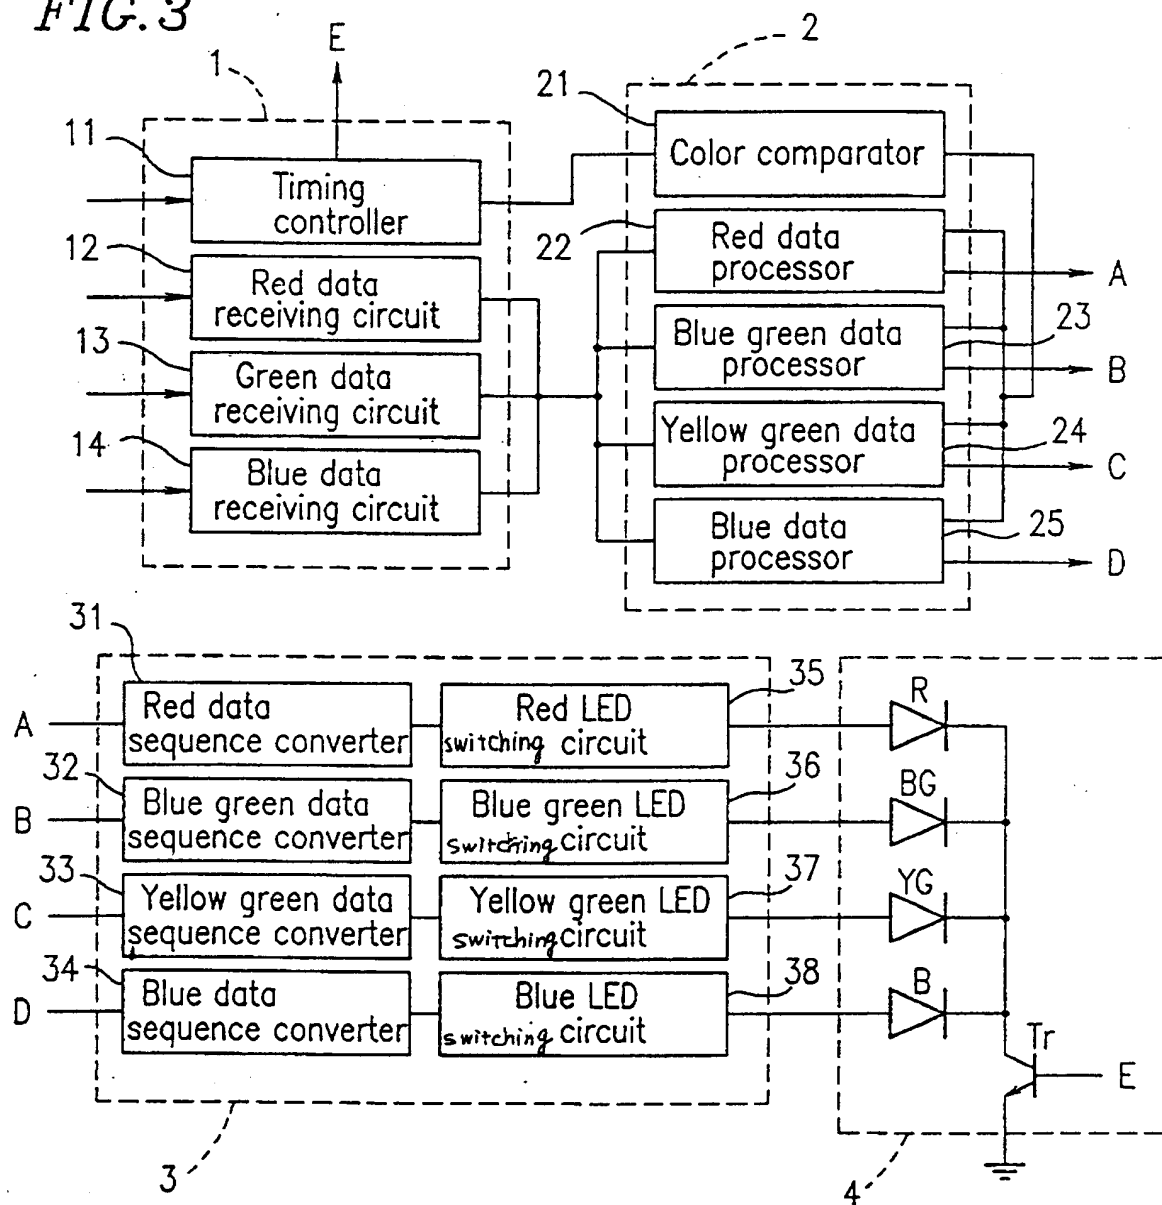 FIG. 3
E
1
2
11
Timing
controller
12
Red data
receiving circuit
13
Green data
receiving circuit
14
Blue data
receiving circuit
21
Color comparator
22
Red data
processor
A
Blue green data
processor
23
B
Yellow green data
processor
24
C
Blue data
processor
25
D
31
A
Red data
sequence converter
Red LED
switching circuit
35
R
32
B
Blue green data
sequence converter
Blue green LED
switching circuit
36
BG
33
C
Yellow green data
sequence converter
Yellow green LED
switching circuit
37
YG
34
D
Blue data
sequence converter
Blue LED
switching circuit
38
B
Tr
E
3
4